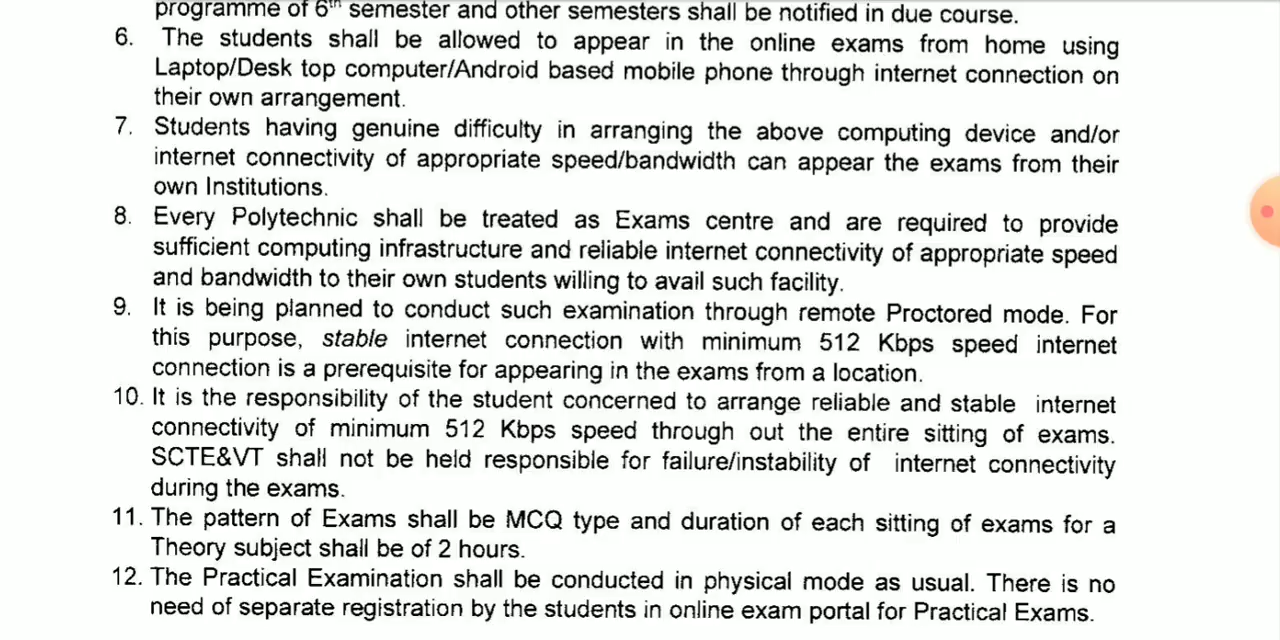 programme of 6th semester and other semesters shall be notified in due course.
6. The students shall be allowed to appear in the online exams from home using
Laptop/Desk top computer/Android based mobile phone through internet connection on
their own arrangement.
7. Students having genuine difficulty in arranging the above computing device and/or
internet connectivity of appropriate speed/bandwidth can appear the exams from their
own Institutions.
8. Every Polytechnic shall be treated as Exams centre and are required to provide
sufficient computing infrastructure and reliable internet connectivity of appropriate speed
and bandwidth to their own students willing to avail such facility.
9. It is being planned to conduct such examination through remote Proctored mode. For
this purpose, stable internet connection with minimum 512 Kbps speed internet
connection is a prerequisite for appearing in the exams from a location.
10. It is the responsibility of the student concerned to arrange reliable and stable internet
connectivity of minimum 512 Kbps speed through out the entire sitting of exams.
SCTE&VT shall not be held responsible for failure/instability of internet connectivity
during the exams.
11. The pattern of Exams shall be MCQ type and duration of each sitting of exams for a
Theory subject shall be of 2 hours.
12. The Practical Examination shall be conducted in physical mode as usual. There is no
need of separate registration by the students in online exam portal for Practical Exams.